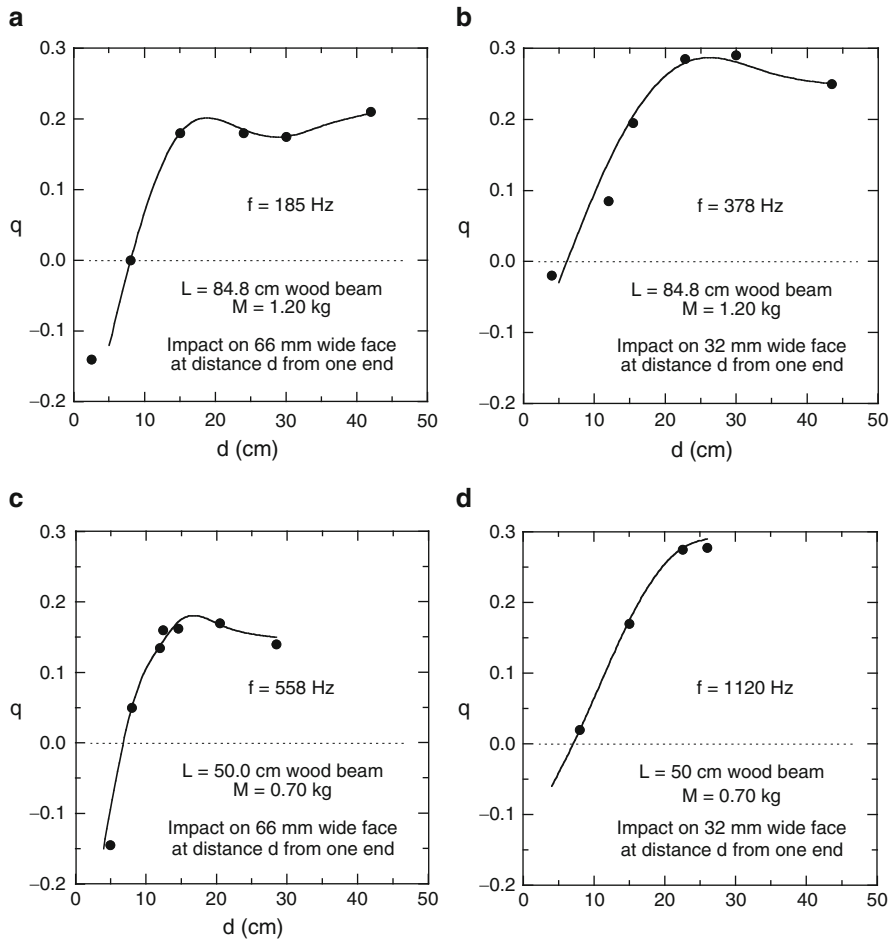 a
0.3
0.2
0.1
q
0.0
−0.1
−0.2
0 10 20 30 40 50
d (cm)
f = 185 Hz
L = 84.8 cm wood beam
M = 1.20 kg
Impact on 66 mm wide face
at distance d from one end
b
0.3
0.2
0.1
q
0.0
−0.1
−0.2
0 10 20 30 40 50
d (cm)
f = 378 Hz
L = 84.8 cm wood beam
M = 1.20 kg
Impact on 32 mm wide face
at distance d from one end
c
0.3
0.2
0.1
q
0.0
−0.1
−0.2
0 10 20 30 40 50
d (cm)
f = 558 Hz
L = 50.0 cm wood beam
M = 0.70 kg
Impact on 66 mm wide face
at distance d from one end
d
0.3
0.2
0.1
q
0.0
−0.1
−0.2
0 10 20 30 40 50
d (cm)
f = 1120 Hz
L = 50 cm wood beam
M = 0.70 kg
Impact on 32 mm wide face
at distance d from one end